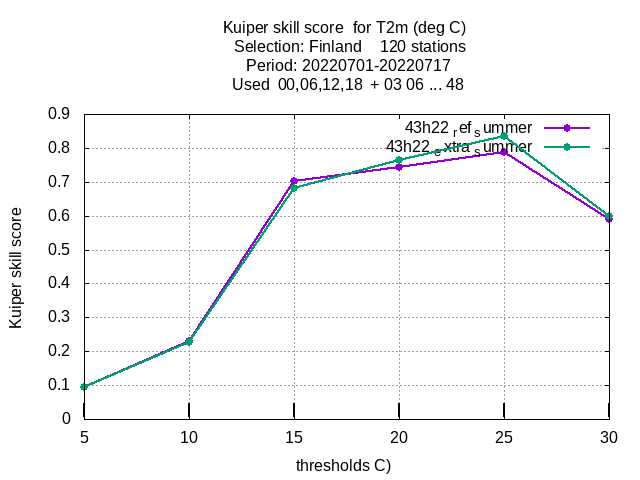 Kuiper skill score  for T2m (deg C)
Selection: Finland    120 stations
Period: 20220701-20220717
Used  00,06,12,18  + 03 06 ... 48
43h22_ref_summer
43h22_extra_summer
0.9
0.8
0.7
0.6
0.5
0.4
0.3
0.2
0.1
0
Kuiper skill score
5 10 15 20 25 30
thresholds C)